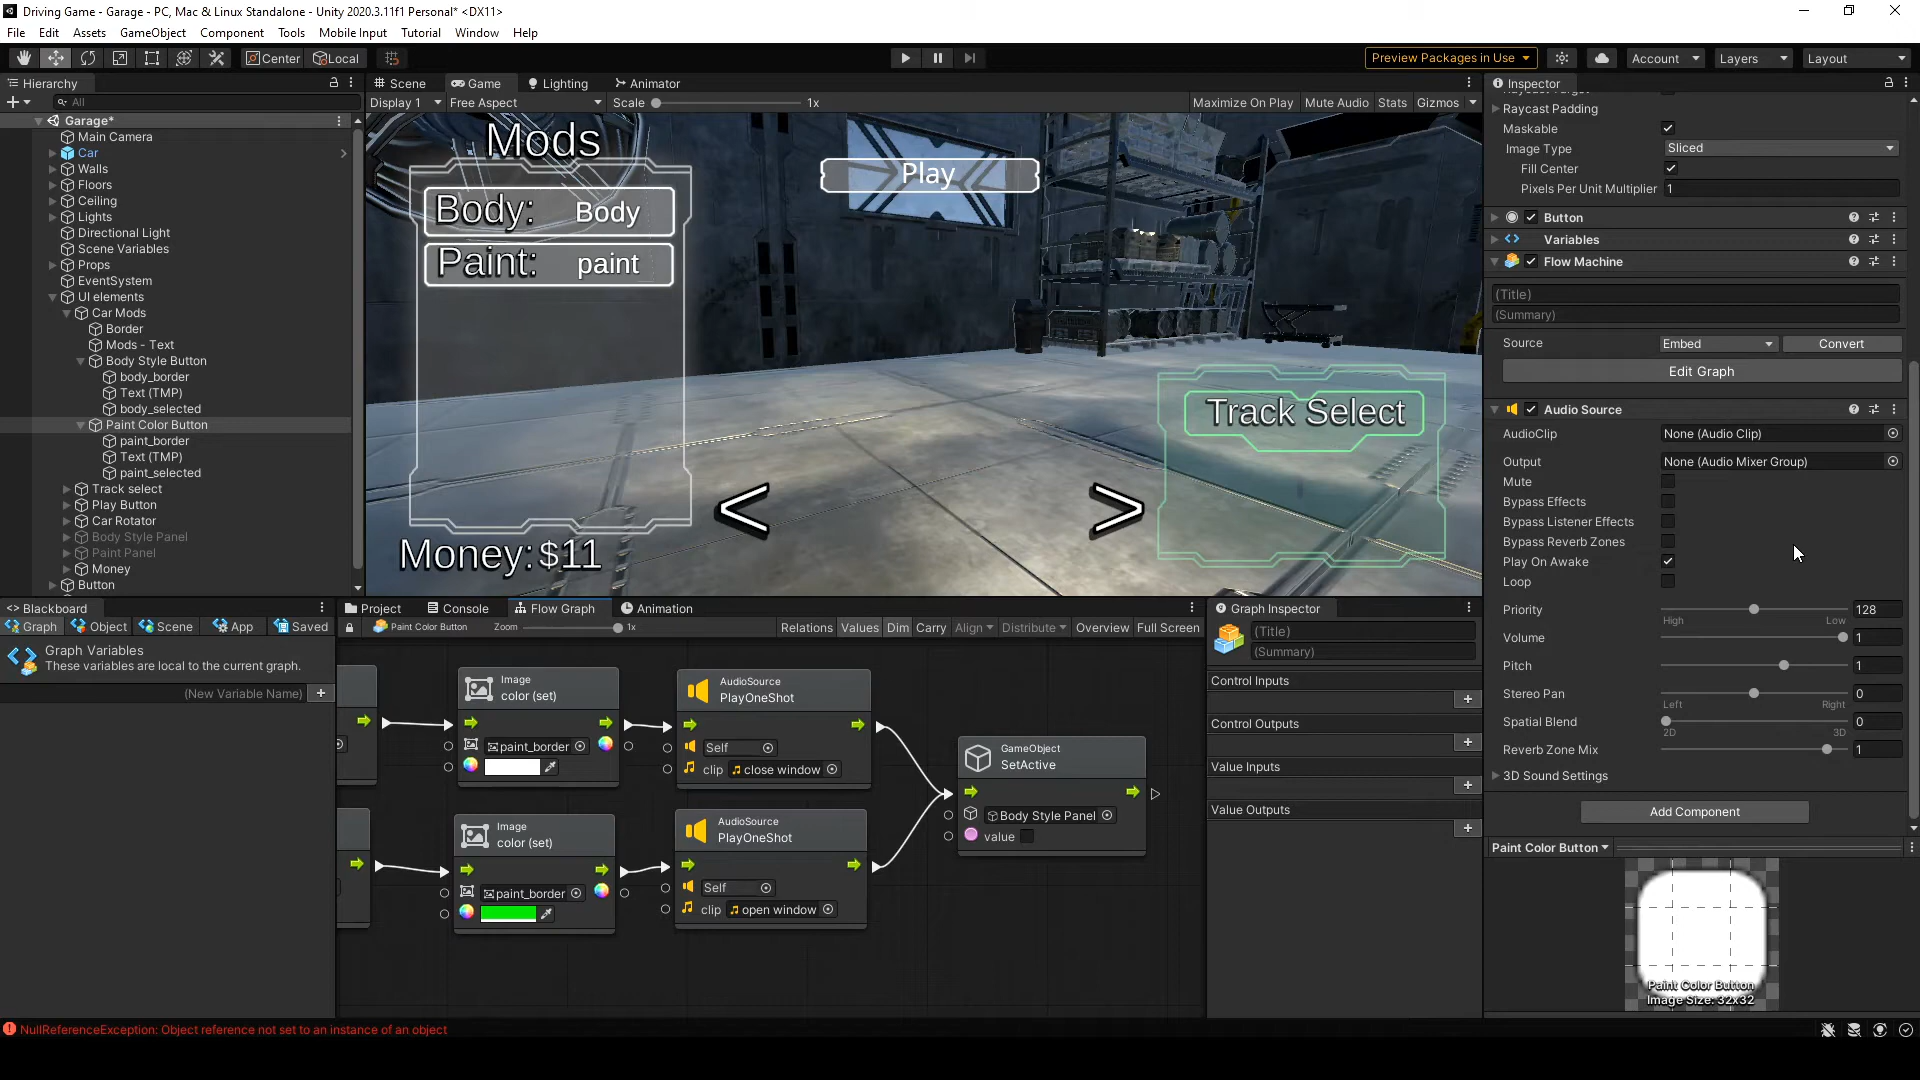 Driving Game - Garage - PC, Mac & Linux Standalone - Unity 2020.3.11f1 Personal* <DX11>
File Edit Assets GameObject Component Tools Mobile Input Tutorial Window Help
Center Local Preview Packages in Use Account Layers Layout
Hierarchy
All
Garage*
Main Camera
Car
Walls
Floors
Ceiling
Lights
Directional Light
Scene Variables
Props
EventSystem
UI elements
Car Mods
Border
Mods - Text
Body Style Button
body_border
Text (TMP)
body_selected
Paint Color Button
paint_border
Text (TMP)
paint_selected
Track select
Play Button
Car Rotator
Body Style Panel
Paint Panel
Money
Button
Scene Game Lighting Animator
Display 1 Free Aspect Scale 1x Maximize On Play Mute Audio Stats Gizmos
Mods
Body: Body
Paint: paint
Play
Track Select
< >
Money: $11
Inspector
Raycast Padding
Maskable
Image Type Sliced
Fill Center
Pixels Per Unit Multiplier 1
Button
Variables
Flow Machine
(Title)
(Summary)
Source Embed Convert
Edit Graph
Audio Source
AudioClip None (Audio Clip)
Output None (Audio Mixer Group)
Mute
Bypass Effects
Bypass Listener Effects
Bypass Reverb Zones
Play On Awake
Loop
Priority 128
High Low
Volume 1
Pitch 1
Stereo Pan 0
Left Right
Spatial Blend 0
2D 3D
Reverb Zone Mix 1
3D Sound Settings
Add Component
Paint Color Button
Paint Color Button
Image Size: 32x32
<> Blackboard
Graph Object Scene App Saved
Graph Variables
These variables are local to the current graph.
(New Variable Name) +
Project Console Flow Graph Animation
Paint Color Button Zoom 1x Relations Values Dim Carry Align Distribute Overview Full Screen
Image
color (set)
paint_border
AudioSource
PlayOneShot
Self
clip close window
GameObject
SetActive
Body Style Panel
value
Image
color (set)
paint_border
AudioSource
PlayOneShot
Self
clip open window
Graph Inspector
(Title)
(Summary)
Control Inputs
+
Control Outputs
+
Value Inputs
+
Value Outputs
+
NullReferenceException: Object reference not set to an instance of an object